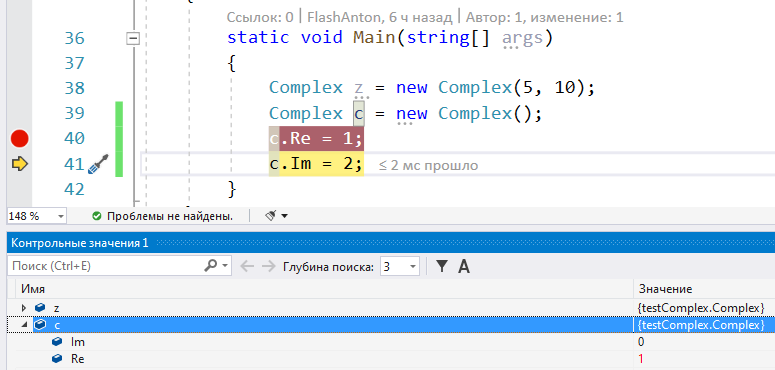 Ссылок: 0 | FlashAnton, 6 ч назад | Автор: 1, изменение: 1
36 static void Main(string[] args)
37 {
38 Complex z = new Complex(5, 10);
39 Complex c = new Complex();
40 c.Re = 1;
41 c.Im = 2; ≤ 2 мс прошло
42 }
148 % Проблемы не найдены.
Контрольные значения 1
Поиск (Ctrl+E) Глубина поиска: 3 A
Имя Значение
z {testComplex.Complex}
c {testComplex.Complex}
Im 0
Re 1